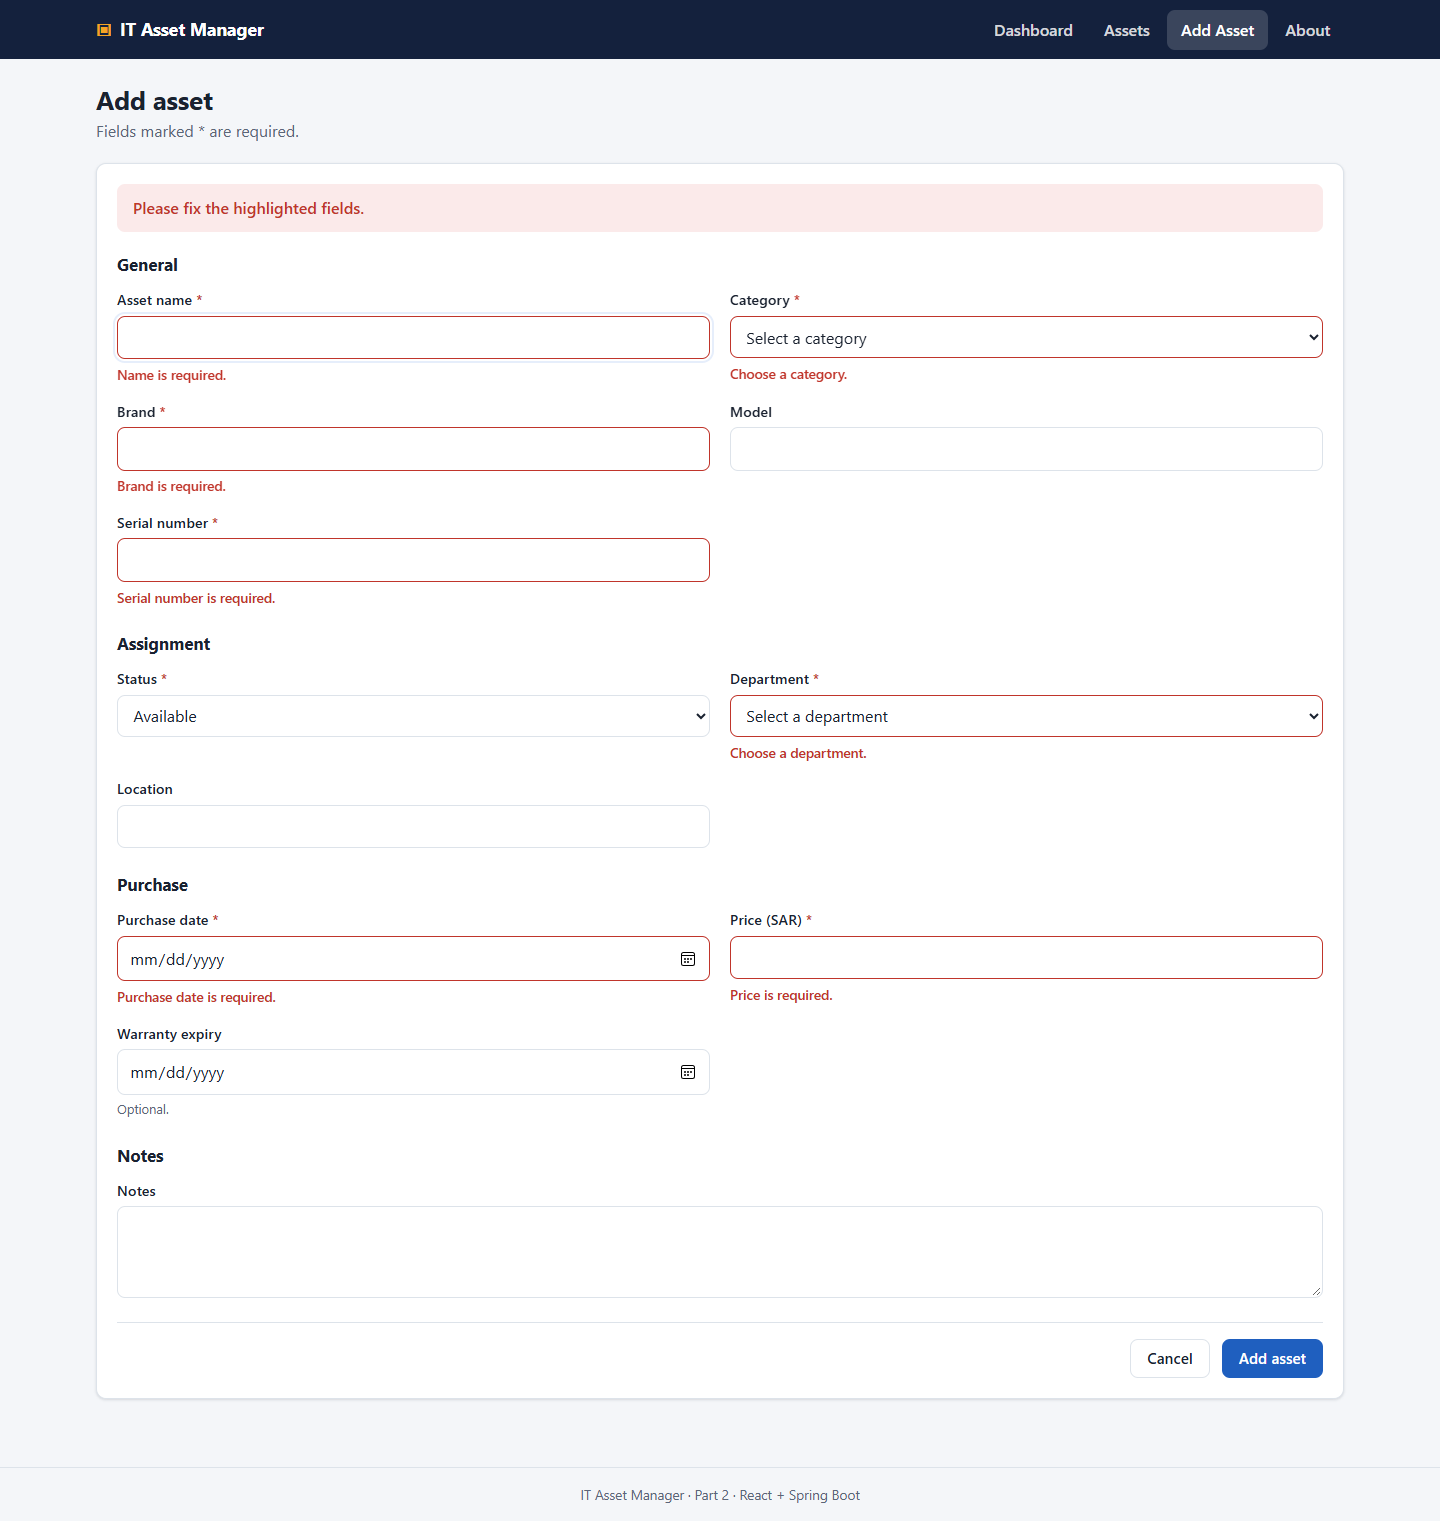 IT Asset Manager
Dashboard
Assets
Add Asset
About
Add asset
Fields marked * are required.
Please fix the highlighted fields.
General
Asset name *
Category *
Select a category
Name is required.
Choose a category.
Brand *
Model
Brand is required.
Serial number *
Serial number is required.
Assignment
Status *
Department *
Available
Select a department
Choose a department.
Location
Purchase
Purchase date *
Price (SAR) *
mm/dd/yyyy
Purchase date is required.
Price is required.
Warranty expiry
mm/dd/yyyy
Optional.
Notes
Notes
Cancel
Add asset
IT Asset Manager · Part 2 · React + Spring Boot